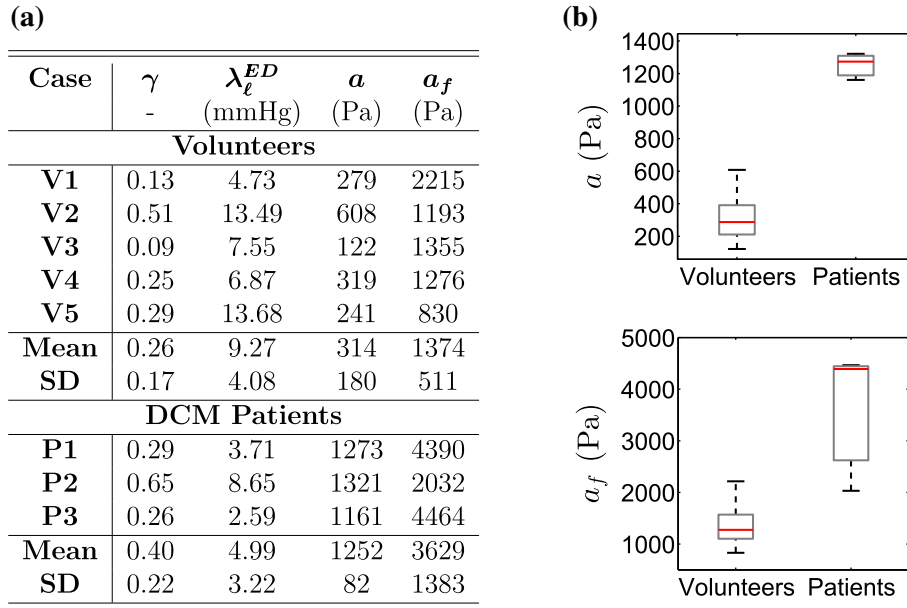 (a)
Case γ λ_ℓ^ED a a_f
- (mmHg) (Pa) (Pa)
Volunteers
V1 0.13 4.73 279 2215
V2 0.51 13.49 608 1193
V3 0.09 7.55 122 1355
V4 0.25 6.87 319 1276
V5 0.29 13.68 241 830
Mean 0.26 9.27 314 1374
SD 0.17 4.08 180 511
DCM Patients
P1 0.29 3.71 1273 4390
P2 0.65 8.65 1321 2032
P3 0.26 2.59 1161 4464
Mean 0.40 4.99 1252 3629
SD 0.22 3.22 82 1383
(b)
a (Pa)
1400
1200
1000
800
600
400
200
Volunteers Patients
a_f (Pa)
5000
4000
3000
2000
1000
Volunteers Patients